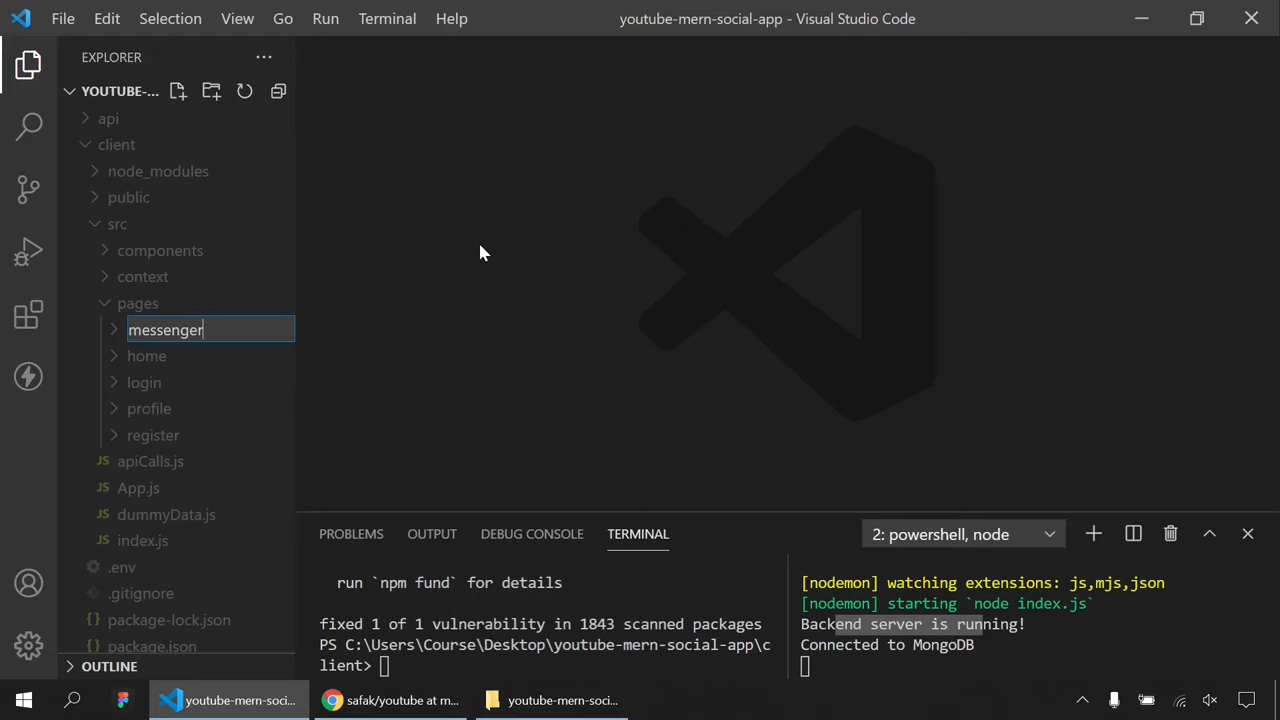 File Edit Selection View Go Run Terminal Help
youtube-mern-social-app - Visual Studio Code
EXPLORER
YOUTUBE-...
api
client
node_modules
public
src
components
context
pages
messenger
home
login
profile
register
JS apiCalls.js
JS App.js
JS dummyData.js
JS index.js
.env
.gitignore
{} package-lock.json
{} package.json
OUTLINE
PROBLEMS OUTPUT DEBUG CONSOLE TERMINAL
2: powershell, node
run `npm fund` for details
fixed 1 of 1 vulnerability in 1843 scanned packages
PS C:\Users\Course\Desktop\youtube-mern-social-app\c
lient>
[nodemon] watching extensions: js,mjs,json
[nodemon] starting `node index.js`
Backend server is running!
Connected to MongoDB
youtube-mern-soci...
safak/youtube at m...
youtube-mern-soci...